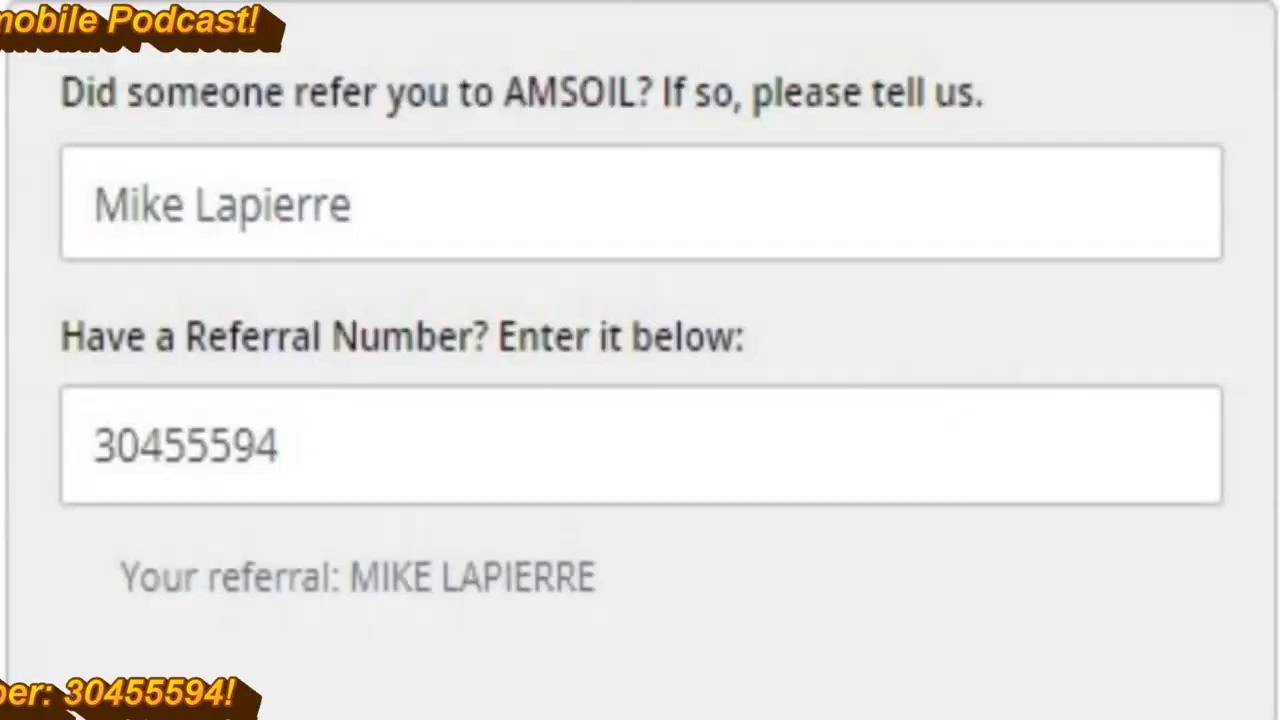 mobile Podcast!
Did someone refer you to AMSOIL? If so, please tell us.
Mike Lapierre
Have a Referral Number? Enter it below:
30455594
Your referral: MIKE LAPIERRE
ber: 30455594!